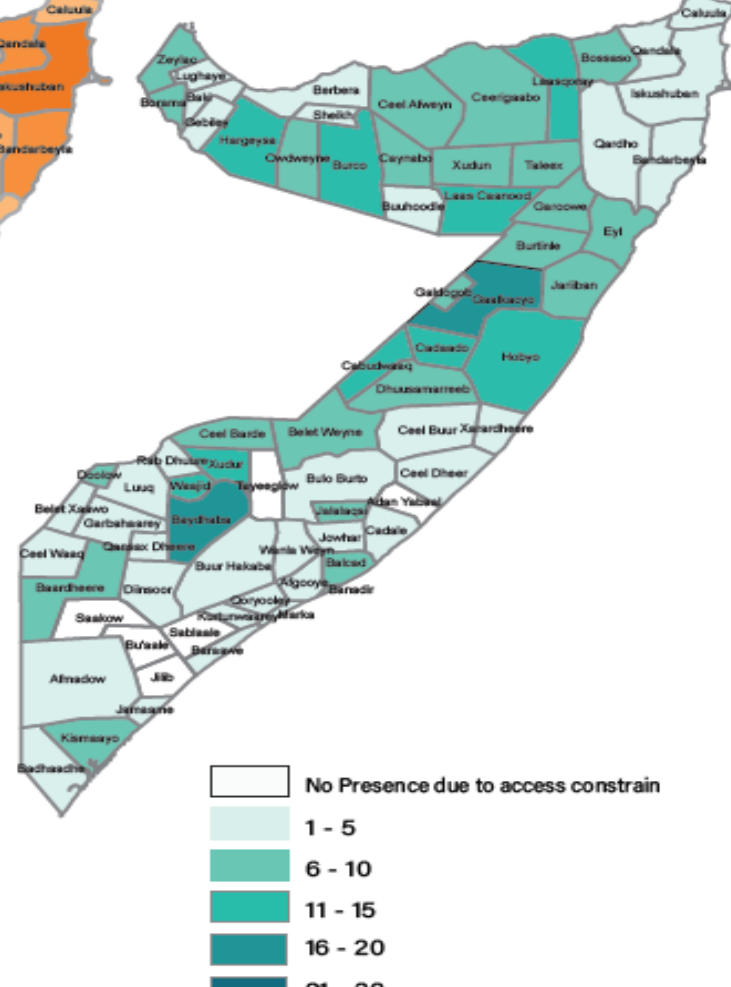 Caluula
Qandala
skushuban
Bandarbeyla
Caluula
Zeylac
Lughaye
Borama
Baki
Gebiley
Berbera
Sheikh
Hargeysa
Owdweyne
Burco
Ceel Afweyn
Ceerigaabo
Laasqoray
Bossaso
Qandala
Iskushuban
Caynabo
Xudun
Taleex
Qardho
Bandarbeyla
Buuhoodle
Laas Caanood
Garoowe
Eyl
Burtinle
Galdogob
Gaalkacyo
Jariiban
Cadaado
Hobyo
Cabudwaaq
Dhuusamarreeb
Ceel Barde
Belet Weyne
Ceel Buur
Xarardheere
Rab Dhuure
Xudur
Doolow
Luuq
Waajid
Tayeeglow
Bulo Burto
Ceel Dheer
Belet Xaawo
Garbahaarey
Baydhaba
Jalalaqsi
Adan Yabaal
Ceel Waaq
Qansax Dheere
Buur Hakaba
Wanla Weyn
Jowhar
Cadale
Baardheere
Diinsoor
Balcad
Afgooye
Banadir
Qoryooley
Saakow
Kurtunwaarey
Marka
Sablaale
Bu'aale
Baraawe
Afmadow
Jilib
Jamaame
Kismaayo
Badhaadhe
No Presence due to access constrain
1 - 5
6 - 10
11 - 15
16 - 20